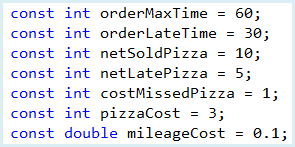 const int orderMaxTime = 60;
const int orderLateTime = 30;
const int netSoldPizza = 10;
const int netLatePizza = 5;
const int costMissedPizza = 1;
const int pizzaCost = 3;
const double mileageCost = 0.1;